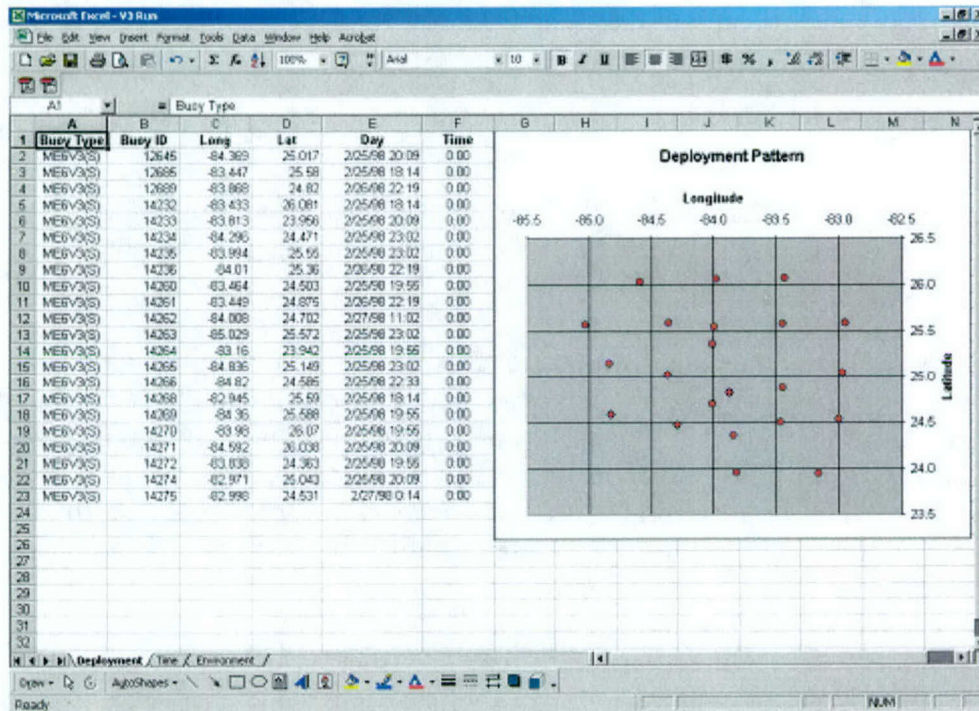 Microsoft Excel - V3 Run
File Edit View Insert Format Tools Data Window Help Acrobat
100% Arial 10 B I U $ % ,
A1 = Buoy Type
A B C D E F G H I J K L M N
1 Buoy Type Buoy ID Long Lat Day Time
2 ME6V3(S) 12645 -84.369 25.017 2/25/98 20:09 0:00
3 ME6V3(S) 12685 -83.447 25.58 2/25/98 18:14 0:00
4 ME6V3(S) 12689 -83.868 24.82 2/26/98 22:19 0:00
5 ME6V3(S) 14232 -83.433 26.081 2/25/98 18:14 0:00
6 ME6V3(S) 14233 -83.813 23.956 2/25/98 20:09 0:00
7 ME6V3(S) 14234 -84.296 24.471 2/25/98 23:02 0:00
8 ME6V3(S) 14235 -83.994 25.55 2/25/98 23:02 0:00
9 ME6V3(S) 14236 -84.01 25.36 2/26/98 22:19 0:00
10 ME6V3(S) 14260 -83.464 24.503 2/25/98 19:55 0:00
11 ME6V3(S) 14261 -83.449 24.875 2/26/98 22:19 0:00
12 ME6V3(S) 14262 -84.008 24.702 2/27/98 11:02 0:00
13 ME6V3(S) 14263 -85.029 25.572 2/25/98 23:02 0:00
14 ME6V3(S) 14264 -83.16 23.942 2/25/98 19:55 0:00
15 ME6V3(S) 14265 -84.836 25.149 2/25/98 23:02 0:00
16 ME6V3(S) 14266 -84.82 24.585 2/25/98 22:33 0:00
17 ME6V3(S) 14268 -82.945 25.59 2/25/98 18:14 0:00
18 ME6V3(S) 14269 -84.36 25.588 2/25/98 19:55 0:00
19 ME6V3(S) 14270 -83.98 26.07 2/25/98 19:55 0:00
20 ME6V3(S) 14271 -84.592 26.038 2/25/98 20:09 0:00
21 ME6V3(S) 14272 -83.838 24.363 2/25/98 19:55 0:00
22 ME6V3(S) 14274 -82.971 25.043 2/25/98 20:09 0:00
23 ME6V3(S) 14275 -82.998 24.531 2/27/98 0:14 0:00
24
25
26
27
28
29
30
31
32
Deployment Pattern
Longitude
-85.5 -85.0 -84.5 -84.0 -83.5 -83.0 -82.5
26.5
26.0
25.5
25.0
24.5
24.0
23.5
Latitude
Deployment / Time / Environment
Draw AutoShapes
Ready NUM